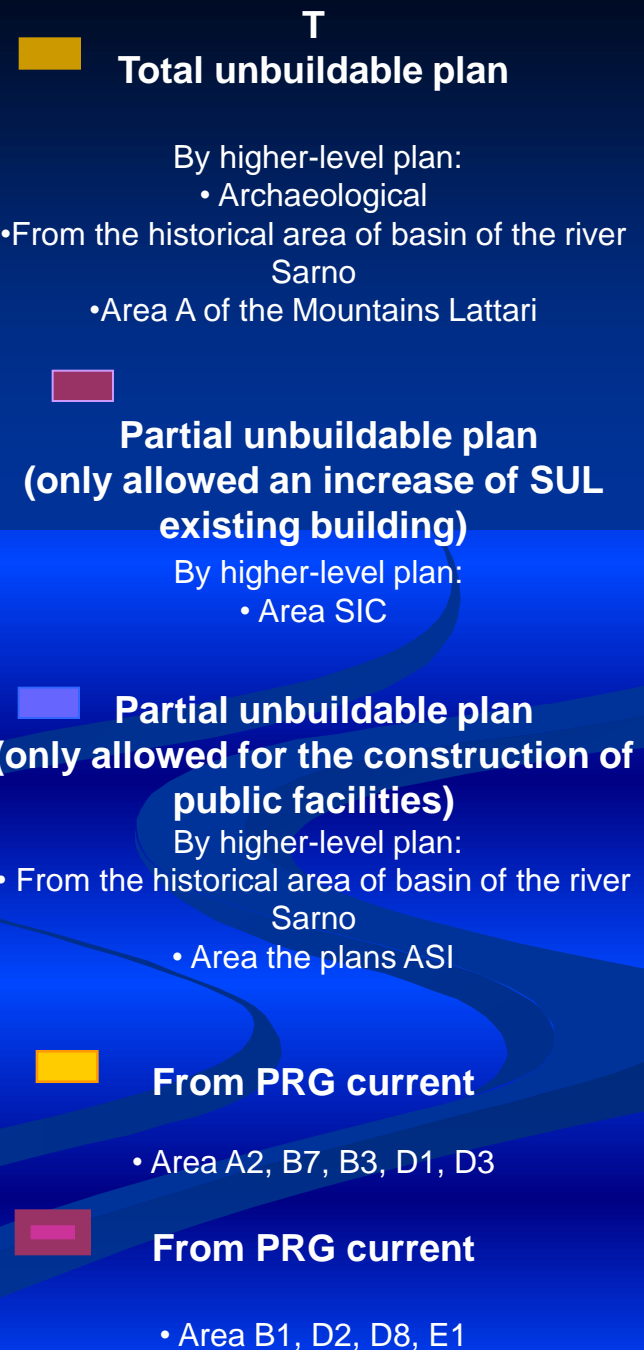 T
Total unbuildable plan
By higher-level plan:
• Archaeological
•From the historical area of basin of the river
Sarno
•Area A of the Mountains Lattari
Partial unbuildable plan
(only allowed an increase of SUL
existing building)
By higher-level plan:
• Area SIC
Partial unbuildable plan
(only allowed for the construction of
public facilities)
By higher-level plan:
• From the historical area of basin of the river
Sarno
• Area the plans ASI
From PRG current
• Area A2, B7, B3, D1, D3
From PRG current
• Area B1, D2, D8, E1